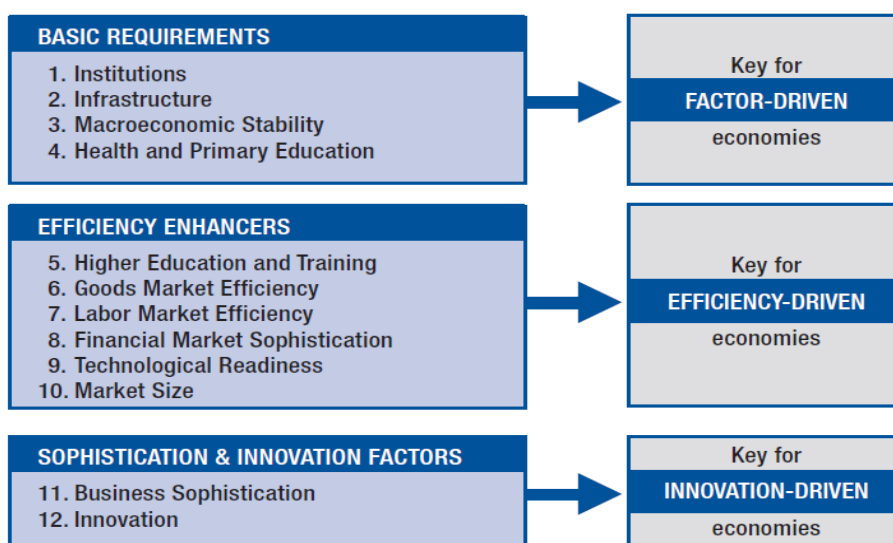 BASIC REQUIREMENTS
1. Institutions
2. Infrastructure
3. Macroeconomic Stability
4. Health and Primary Education
Key for
FACTOR-DRIVEN
economies
EFFICIENCY ENHANCERS
5. Higher Education and Training
6. Goods Market Efficiency
7. Labor Market Efficiency
8. Financial Market Sophistication
9. Technological Readiness
10. Market Size
Key for
EFFICIENCY-DRIVEN
economies
SOPHISTICATION & INNOVATION FACTORS
11. Business Sophistication
12. Innovation
Key for
INNOVATION-DRIVEN
economies